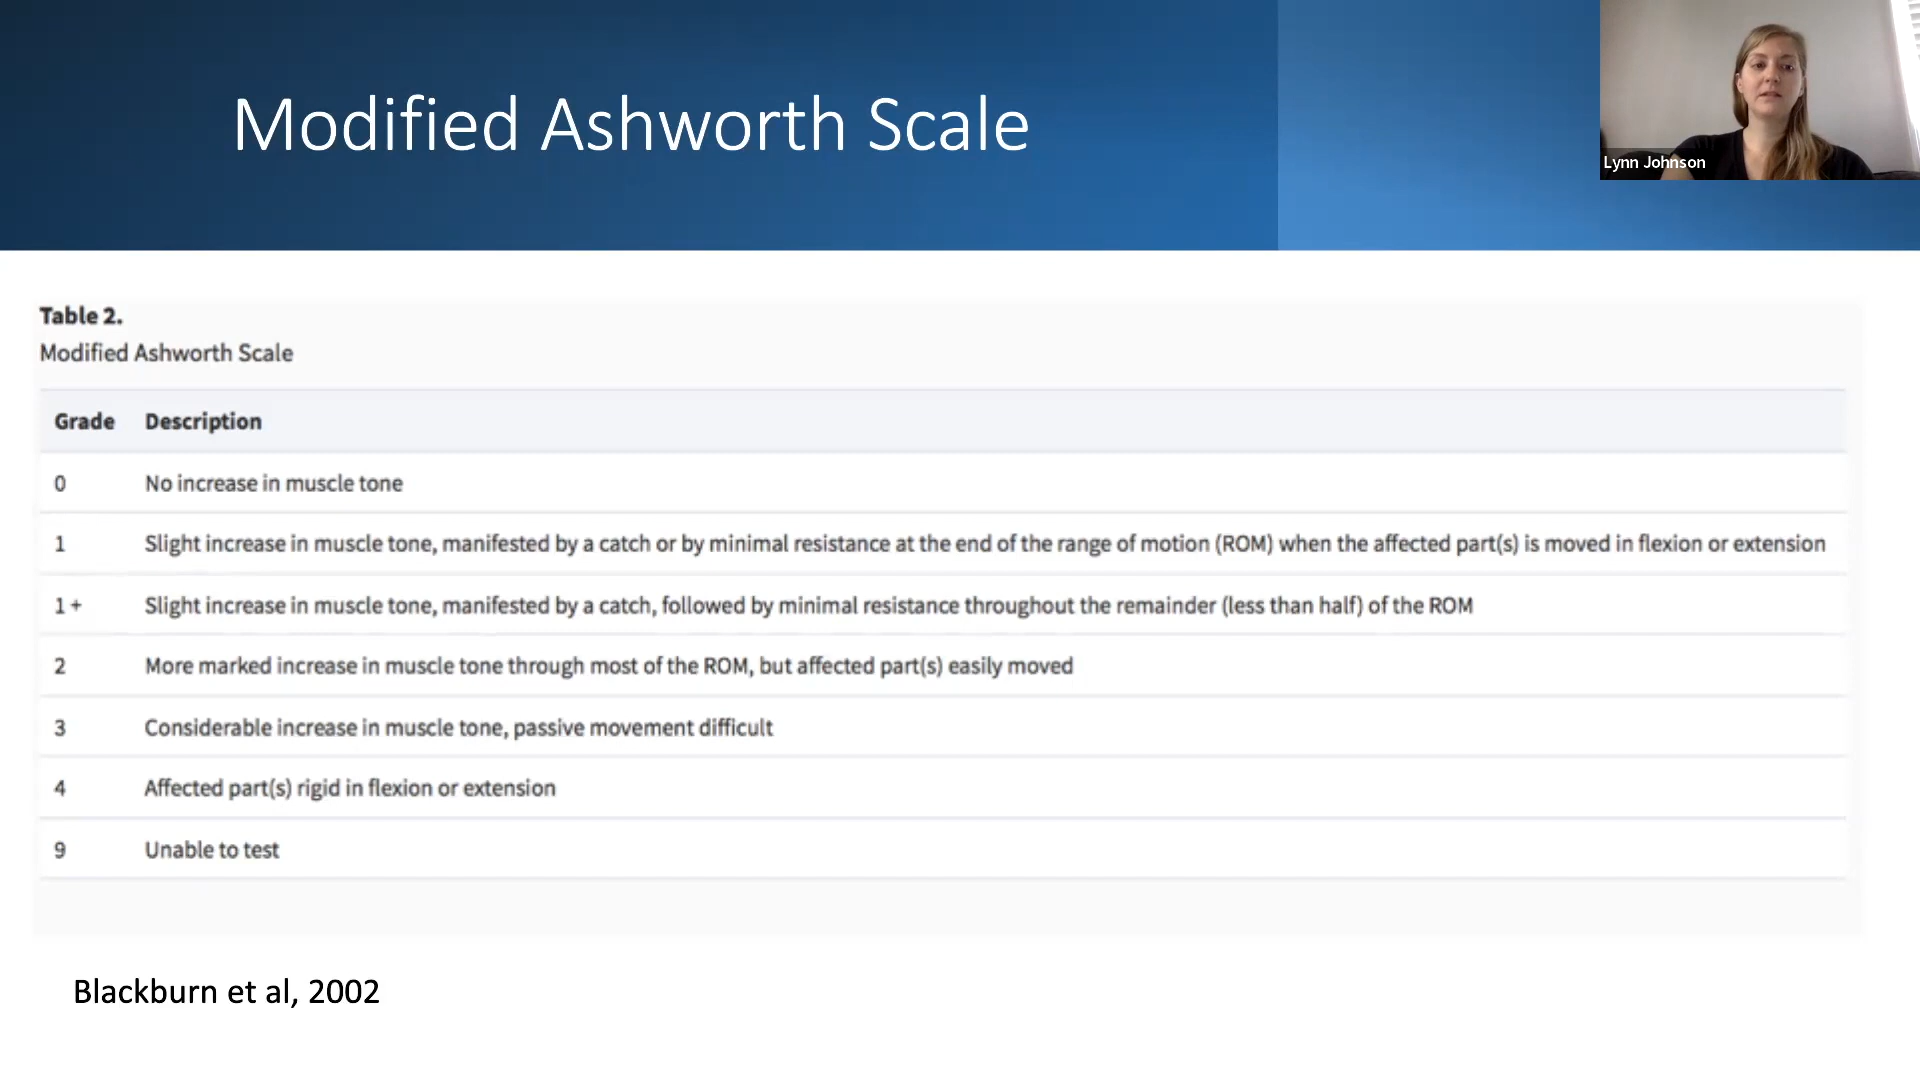 Modified Ashworth Scale
Lynn Johnson
Table 2.
Modified Ashworth Scale
Grade Description
0 No increase in muscle tone
1 Slight increase in muscle tone, manifested by a catch or by minimal resistance at the end of the range of motion (ROM) when the affected part(s) is moved in flexion or extension
1 + Slight increase in muscle tone, manifested by a catch, followed by minimal resistance throughout the remainder (less than half) of the ROM
2 More marked increase in muscle tone through most of the ROM, but affected part(s) easily moved
3 Considerable increase in muscle tone, passive movement difficult
4 Affected part(s) rigid in flexion or extension
9 Unable to test
Blackburn et al, 2002